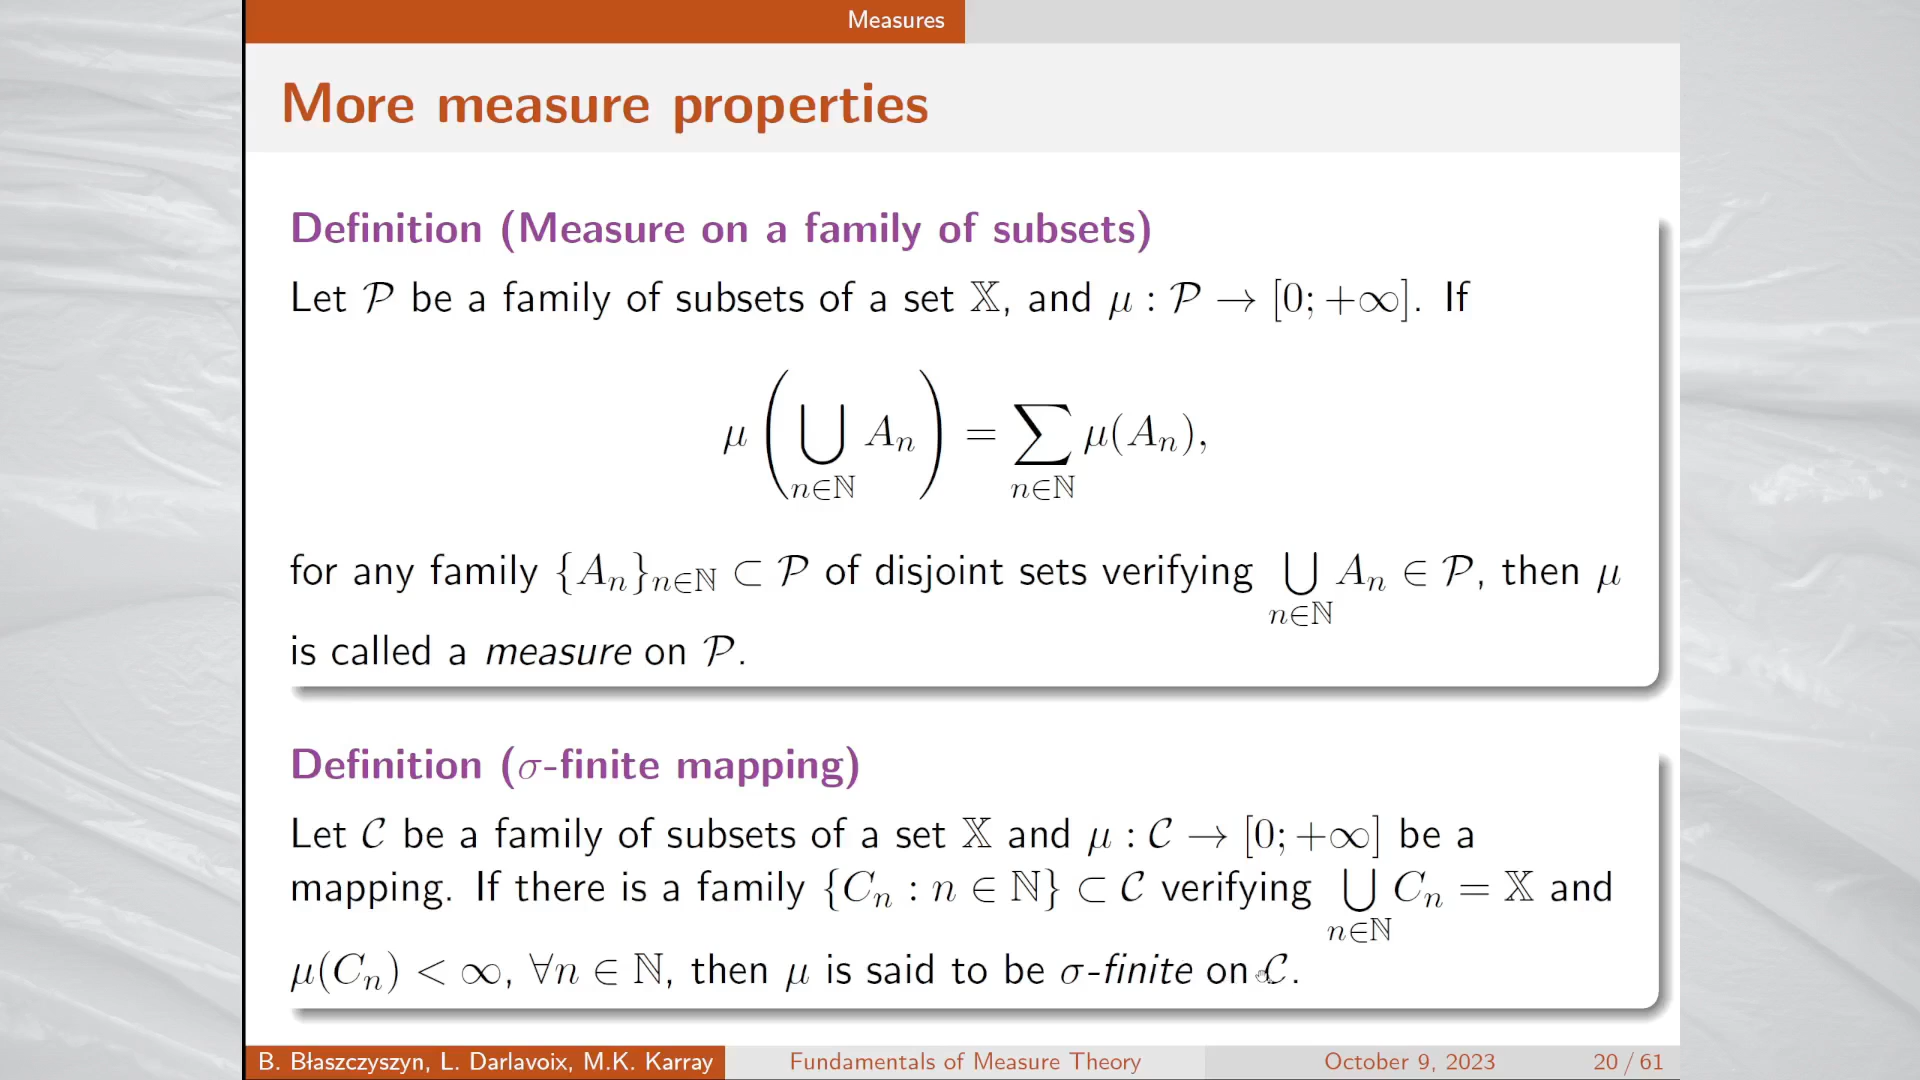 Measures
More measure properties
Definition (Measure on a family of subsets)
Let 𝒫 be a family of subsets of a set 𝕏, and μ : 𝒫 → [0; +∞]. If
μ(⋃_{n∈ℕ} A_n) = ∑_{n∈ℕ} μ(A_n),
for any family {A_n}_{n∈ℕ} ⊂ 𝒫 of disjoint sets verifying ⋃_{n∈ℕ} A_n ∈ 𝒫, then μ
is called a measure on 𝒫.
Definition (σ-finite mapping)
Let 𝒞 be a family of subsets of a set 𝕏 and μ : 𝒞 → [0; +∞] be a
mapping. If there is a family {C_n : n ∈ ℕ} ⊂ 𝒞 verifying ⋃_{n∈ℕ} C_n = 𝕏 and
μ(C_n) < ∞, ∀n ∈ ℕ, then μ is said to be σ-finite on 𝒞.
B. Błaszczyszyn, L. Darlavoix, M.K. Karray Fundamentals of Measure Theory October 9, 2023 20 / 61